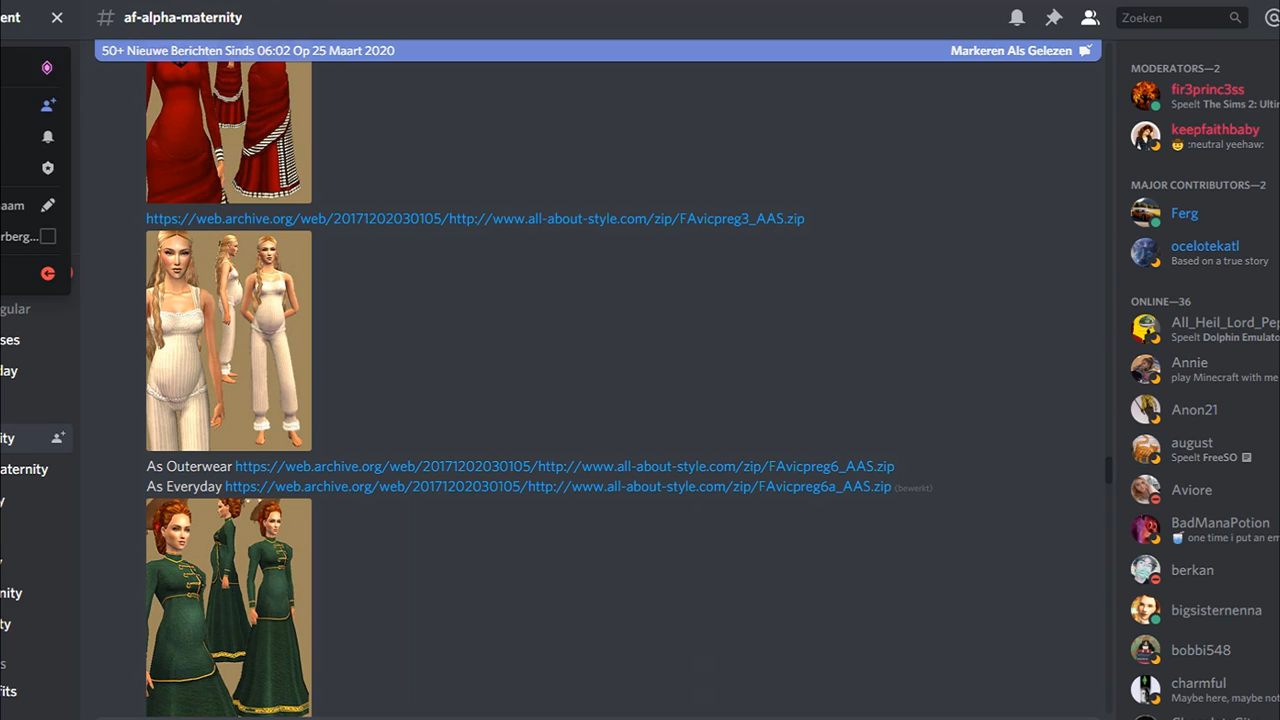 ent
af-alpha-maternity
Zoeken
50+ Nieuwe Berichten Sinds 06:02 Op 25 Maart 2020
Markeren Als Gelezen
aam
erberg...
gular
ses
day
ity
aternity
y
nity
ty
s
fits
https://web.archive.org/web/20171202030105/http://www.all-about-style.com/zip/FAvicpreg3_AAS.zip
As Outerwear https://web.archive.org/web/20171202030105/http://www.all-about-style.com/zip/FAvicpreg6_AAS.zip
As Everyday https://web.archive.org/web/20171202030105/http://www.all-about-style.com/zip/FAvicpreg6a_AAS.zip (bewerkt)
MODERATORS—2
fir3princ3ss
Speelt The Sims 2: Ulti
keepfaithbaby
:neutral yeehaw:
MAJOR CONTRIBUTORS—2
Ferg
ocelotekatl
Based on a true story
ONLINE—36
All_Heil_Lord_Pep
Speelt Dolphin Emulato
Annie
play Minecraft with me
Anon21
august
Speelt FreeSO
Aviore
BadManaPotion
one time i put an em
berkan
bigsisternenna
bobbi548
charmful
Maybe here, maybe not